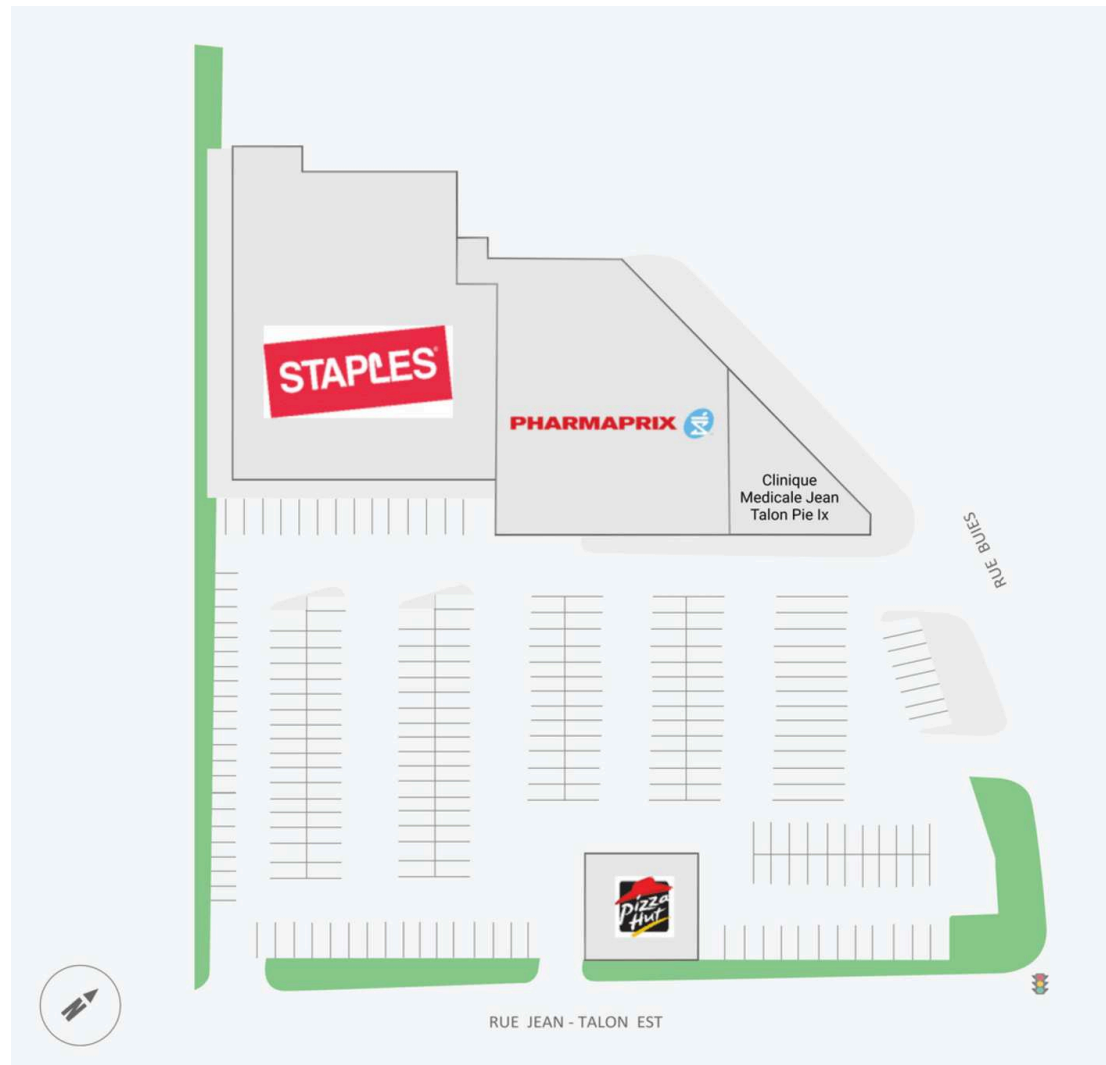 STAPLES
PHARMAPRIX
Clinique
Medicale Jean
Talon Pie Ix
RUE BUIES
Pizza
Hut
N
RUE JEAN - TALON EST